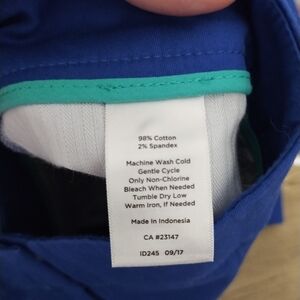 98% Cotton
2% Spandex
Machine Wash Cold
Gentle Cycle
Only Non-Chlorine
Bleach When Needed
Tumble Dry Low
Warm Iron, If Needed
Made in Indonesia
CA #23147
ID245 09/17